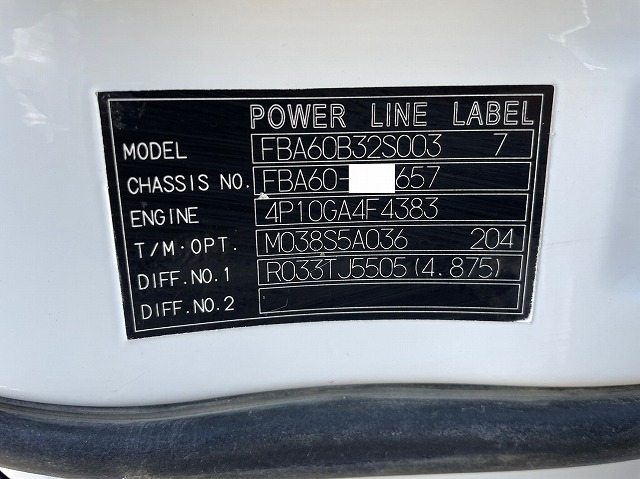 POWER LINE LABEL
MODEL FBA60B32S003 7
CHASSIS NO. FBA60- 657
ENGINE 4P10GA4F4383
T/M·OPT. M038S5A036 204
DIFF.NO.1 R033TJ5505(4.875)
DIFF.NO.2